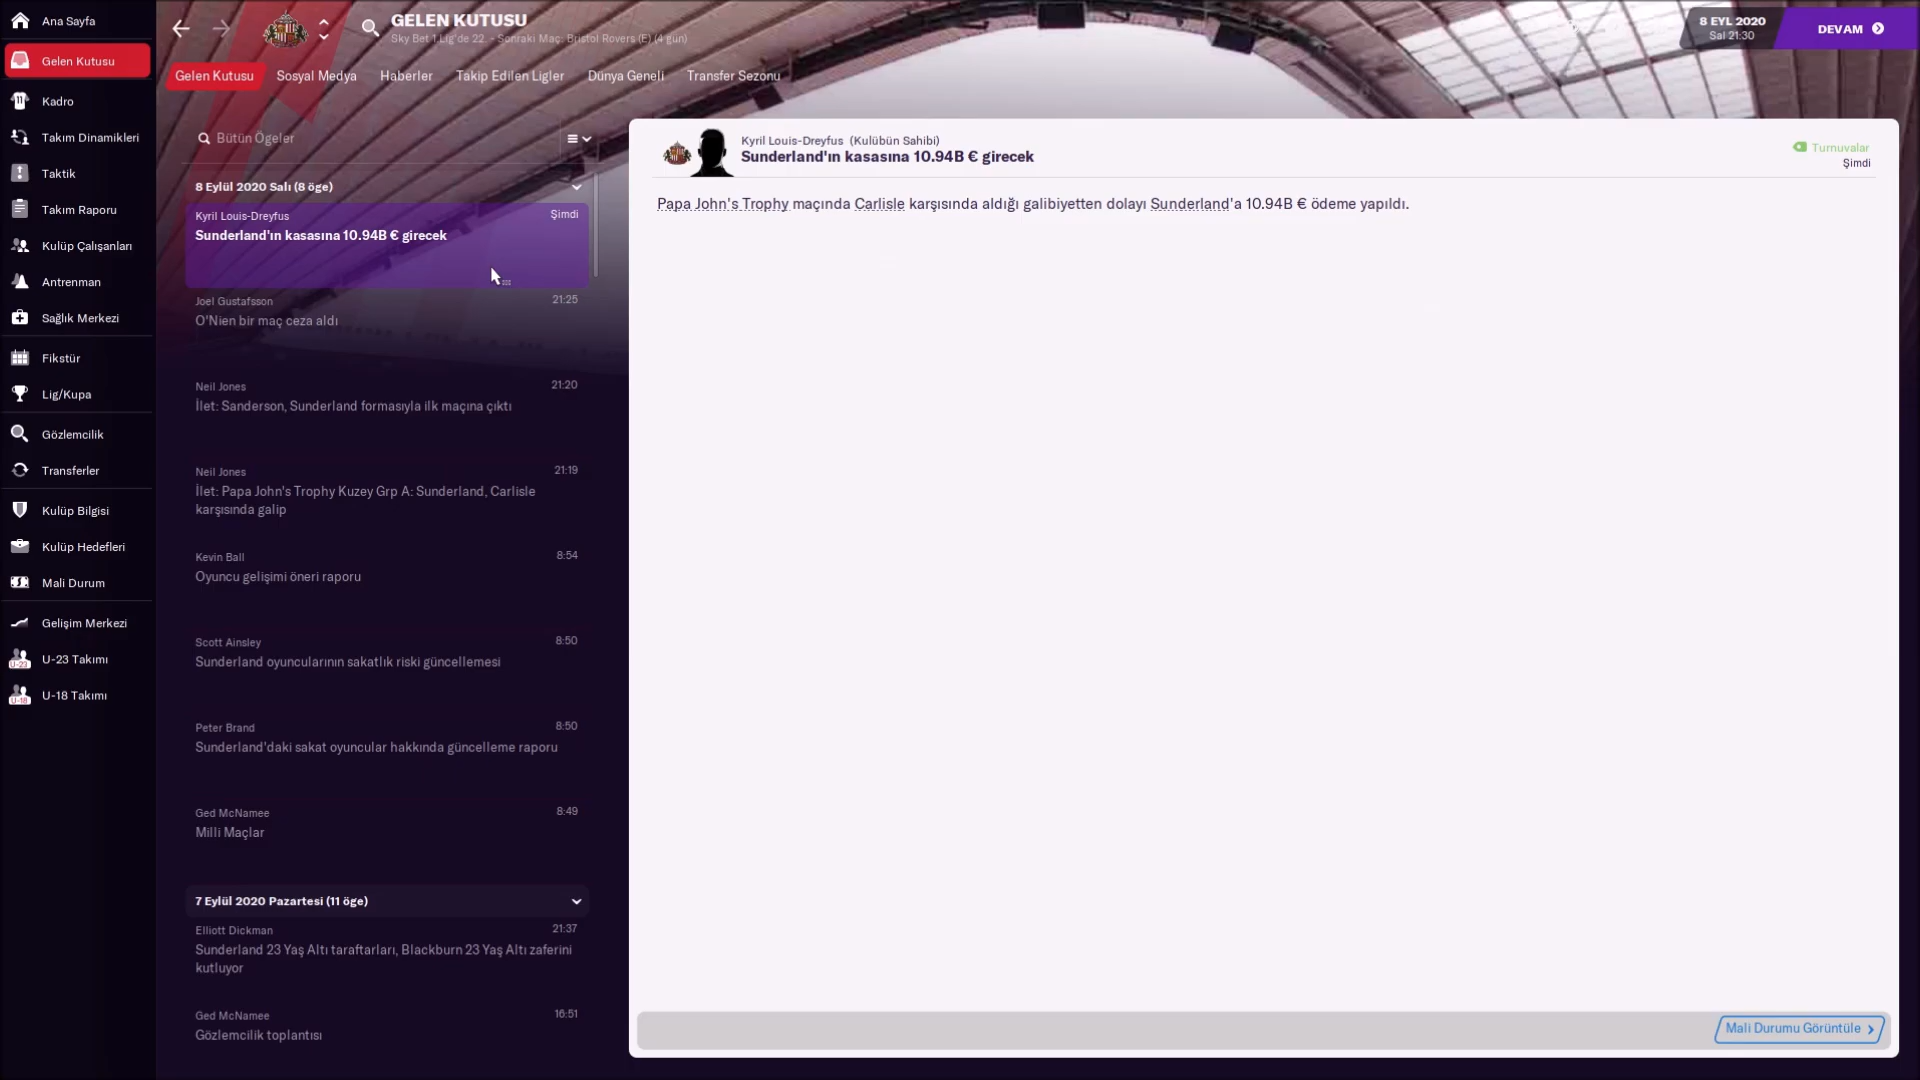 Ana Sayfa
Gelen Kutusu
Kadro
Takım Dinamikleri
Taktik
Takım Raporu
Kulüp Çalışanları
Antrenman
Sağlık Merkezi
Fikstür
Lig/Kupa
Gözlemcilik
Transferler
Kulüp Bilgisi
Kulüp Hedefleri
Mali Durum
Gelişim Merkezi
U-23 Takımı
U-18 Takımı
GELEN KUTUSU
Sky Bet 1.Lig'de 22. - Sonraki Maç: Bristol Rovers (E) (4 gün)
8 EYL 2020
Sal 21:30
DEVAM
Gelen Kutusu Sosyal Medya Haberler Takip Edilen Ligler Dünya Geneli Transfer Sezonu
Bütün Ögeler
8 Eylül 2020 Salı (8 öge)
Kyril Louis-Dreyfus Şimdi
Sunderland'ın kasasına 10.94B € girecek
Joel Gustafsson 21:25
O'Nien bir maç ceza aldı
Neil Jones 21:20
İlet: Sanderson, Sunderland formasıyla ilk maçına çıktı
Neil Jones 21:19
İlet: Papa John's Trophy Kuzey Grp A: Sunderland, Carlisle
karşısında galip
Kevin Ball 8:54
Oyuncu gelişimi öneri raporu
Scott Ainsley 8:50
Sunderland oyuncularının sakatlık riski güncellemesi
Peter Brand 8:50
Sunderland'daki sakat oyuncular hakkında güncelleme raporu
Ged McNamee 8:49
Milli Maçlar
7 Eylül 2020 Pazartesi (11 öge)
Elliott Dickman 21:37
Sunderland 23 Yaş Altı taraftarları, Blackburn 23 Yaş Altı zaferini
kutluyor
Ged McNamee 16:51
Gözlemcilik toplantısı
Kyril Louis-Dreyfus (Kulübün Sahibi)
Sunderland'ın kasasına 10.94B € girecek
Turnuvalar
Şimdi
Papa John's Trophy maçında Carlisle karşısında aldığı galibiyetten dolayı Sunderland'a 10.94B € ödeme yapıldı.
Mali Durumu Görüntüle